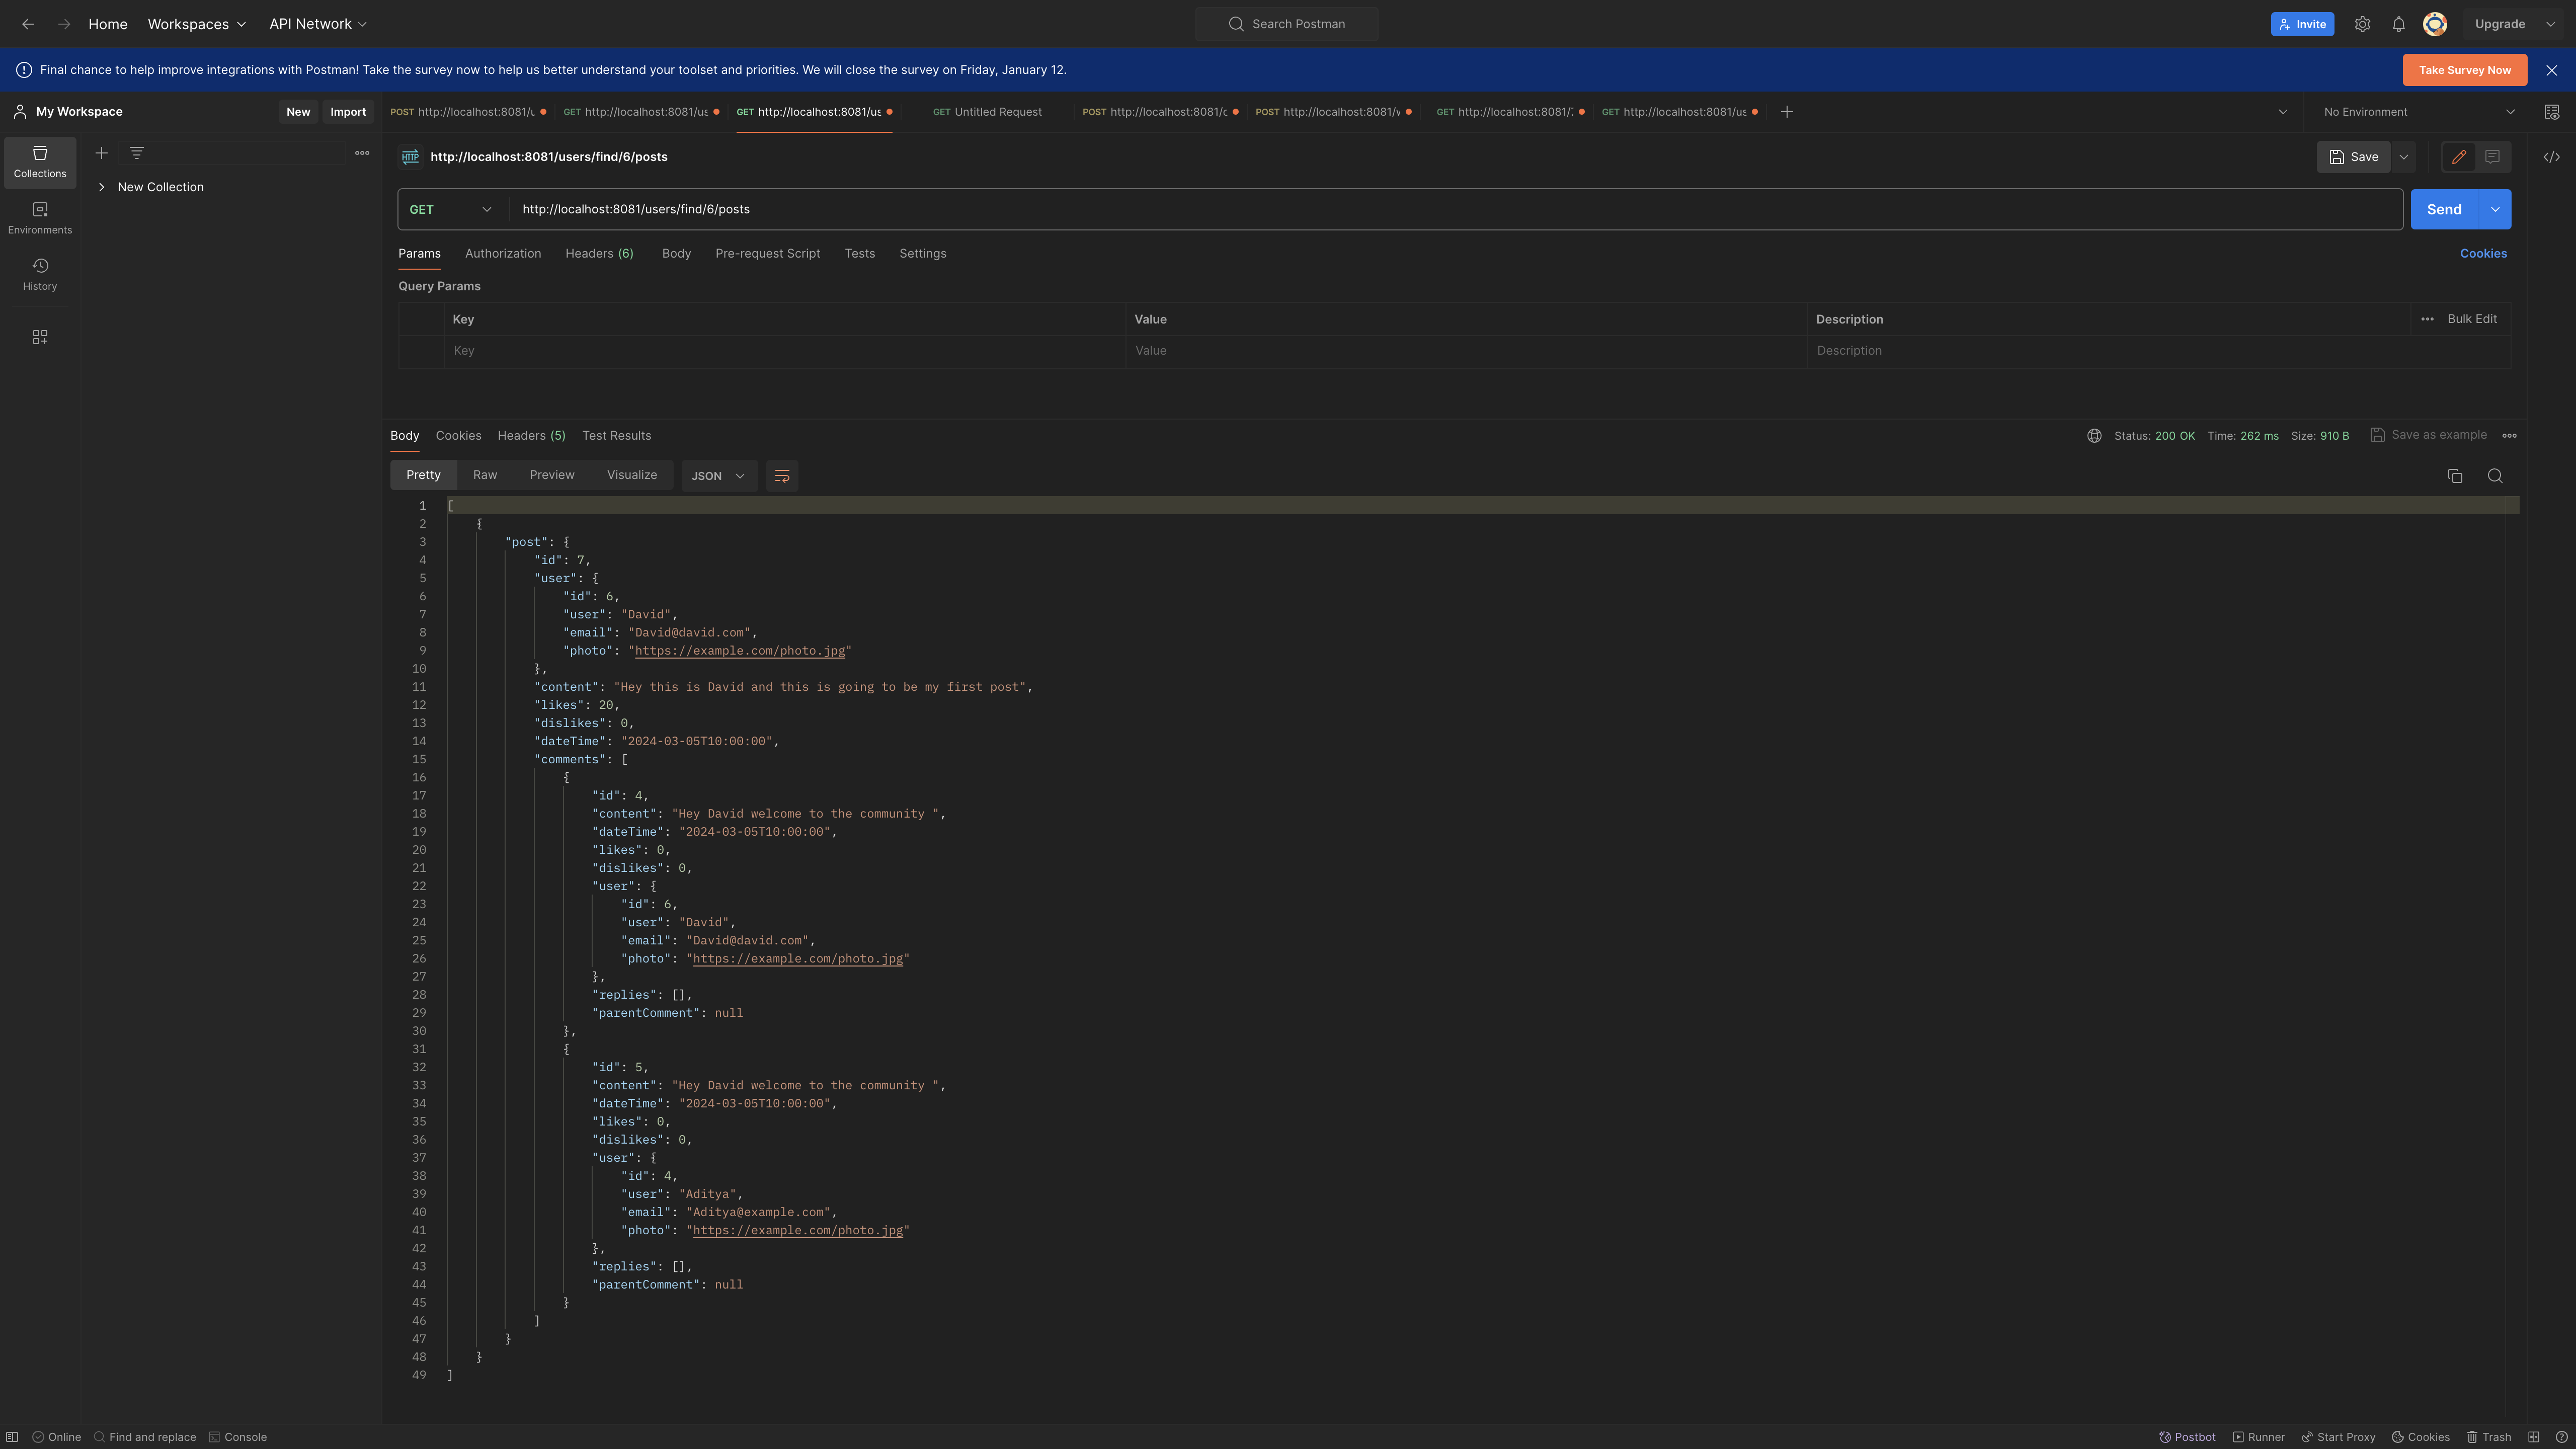 Home Workspaces API Network Search Postman Invite Upgrade
Final chance to help improve integrations with Postman! Take the survey now to help us better understand your toolset and priorities. We will close the survey on Friday, January 12. Take Survey Now
My Workspace New Import POST http://localhost:8081/u GET http://localhost:8081/us GET http://localhost:8081/us GET Untitled Request POST http://localhost:8081/c POST http://localhost:8081/v GET http://localhost:8081/ GET http://localhost:8081/us No Environment
Collections
New Collection
Environments
History
HTTP http://localhost:8081/users/find/6/posts Save
GET http://localhost:8081/users/find/6/posts Send
Params Authorization Headers (6) Body Pre-request Script Tests Settings Cookies
Query Params
Key Value Description Bulk Edit
Key Value Description
Body Cookies Headers (5) Test Results Status: 200 OK Time: 262 ms Size: 910 B Save as example
Pretty Raw Preview Visualize JSON
1 [
2 {
3 "post": {
4 "id": 7,
5 "user": {
6 "id": 6,
7 "user": "David",
8 "email": "David@david.com",
9 "photo": "https://example.com/photo.jpg"
10 },
11 "content": "Hey this is David and this is going to be my first post",
12 "likes": 20,
13 "dislikes": 0,
14 "dateTime": "2024-03-05T10:00:00",
15 "comments": [
16 {
17 "id": 4,
18 "content": "Hey David welcome to the community ",
19 "dateTime": "2024-03-05T10:00:00",
20 "likes": 0,
21 "dislikes": 0,
22 "user": {
23 "id": 6,
24 "user": "David",
25 "email": "David@david.com",
26 "photo": "https://example.com/photo.jpg"
27 },
28 "replies": [],
29 "parentComment": null
30 },
31 {
32 "id": 5,
33 "content": "Hey David welcome to the community ",
34 "dateTime": "2024-03-05T10:00:00",
35 "likes": 0,
36 "dislikes": 0,
37 "user": {
38 "id": 4,
39 "user": "Aditya",
40 "email": "Aditya@example.com",
41 "photo": "https://example.com/photo.jpg"
42 },
43 "replies": [],
44 "parentComment": null
45 }
46 ]
47 }
48 }
49 ]
Online Find and replace Console Postbot Runner Start Proxy Cookies Trash